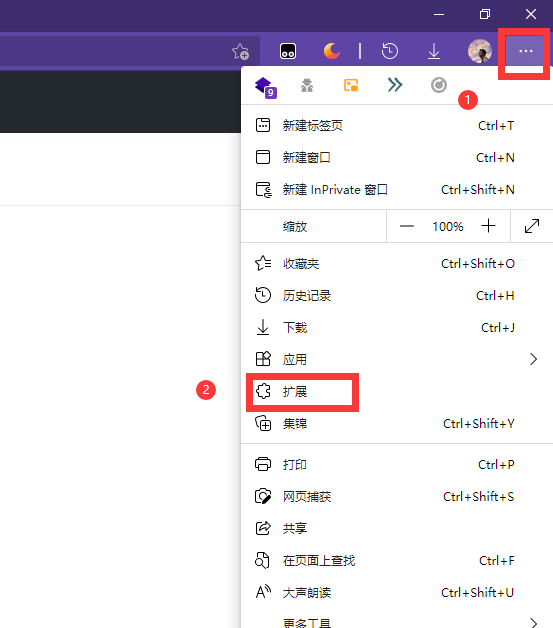 9
1
新建标签页 Ctrl+T
新建窗口 Ctrl+N
新建 InPrivate 窗口 Ctrl+Shift+N
缩放 100%
收藏夹 Ctrl+Shift+O
历史记录 Ctrl+H
下载 Ctrl+J
应用
2 扩展
集锦 Ctrl+Shift+Y
打印 Ctrl+P
网页捕获 Ctrl+Shift+S
共享
在页面上查找 Ctrl+F
大声朗读 Ctrl+Shift+U
更多工具